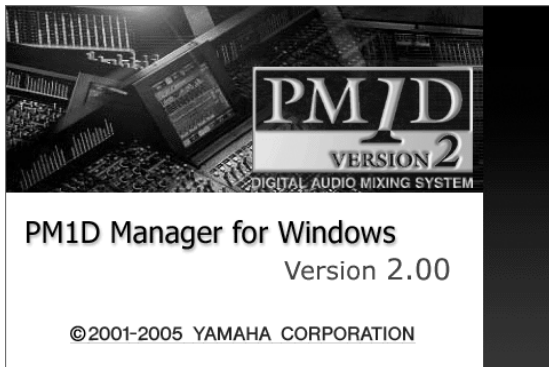 PM1D
VERSION 2
DIGITAL AUDIO MIXING SYSTEM
PM1D Manager for Windows
Version 2.00
©2001-2005 YAMAHA CORPORATION